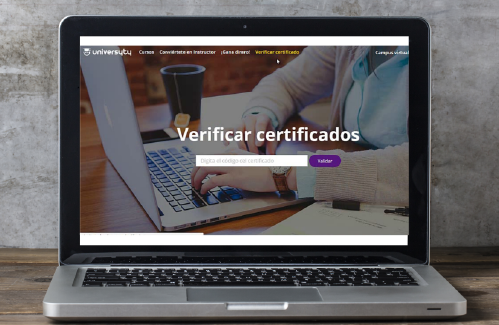 universyty Cursos Conviértete en Instructor ¡Gana dinero! Verificar certificado Campus virtual
Verificar certificados
Digita el código del certificado Validar